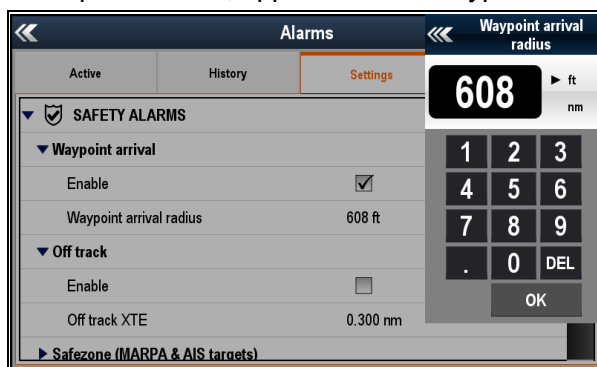 Alarms
Active History Settings
SAFETY ALARMS
Waypoint arrival
Enable
Waypoint arrival radius 608 ft
Off track
Enable
Off track XTE 0.300 nm
Safezone (MARPA & AIS targets)
Waypoint arrival
radius
608 ft
nm
1 2 3
4 5 6
7 8 9
. 0 DEL
OK